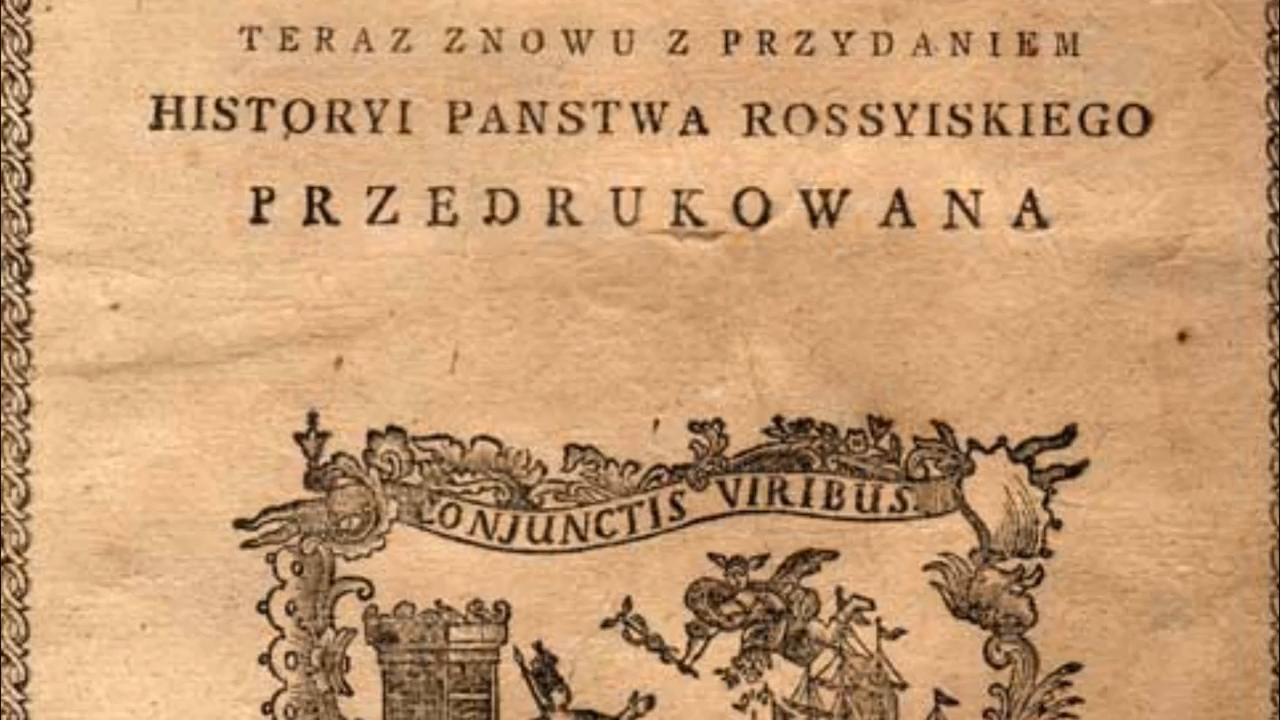 TERAZ ZNOWU Z PRZYDANIEM
HISTORYI PANSTWA ROSSYISKIEGO
PRZEDRUKOWANA
CONJUNCTIS VIRIBUS.